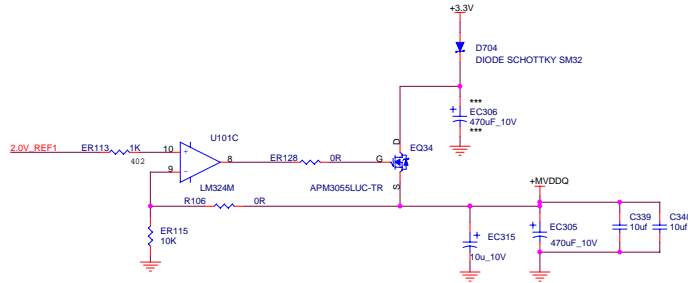 +3.3V
D704
DIODE SCHOTTKY SM32
***
EC306
470uF_10V
***
U101C
D
EQ34
2.0V_REF1
ER113
1K
402
10
+
8
ER128
0R
G
9
-
LM324M
APM3055LUC-TR
S
+MVDDQ
R106
0R
ER115
10K
EC315
10u_10V
EC305
470uF_10V
C339
10uf
C340
10uf